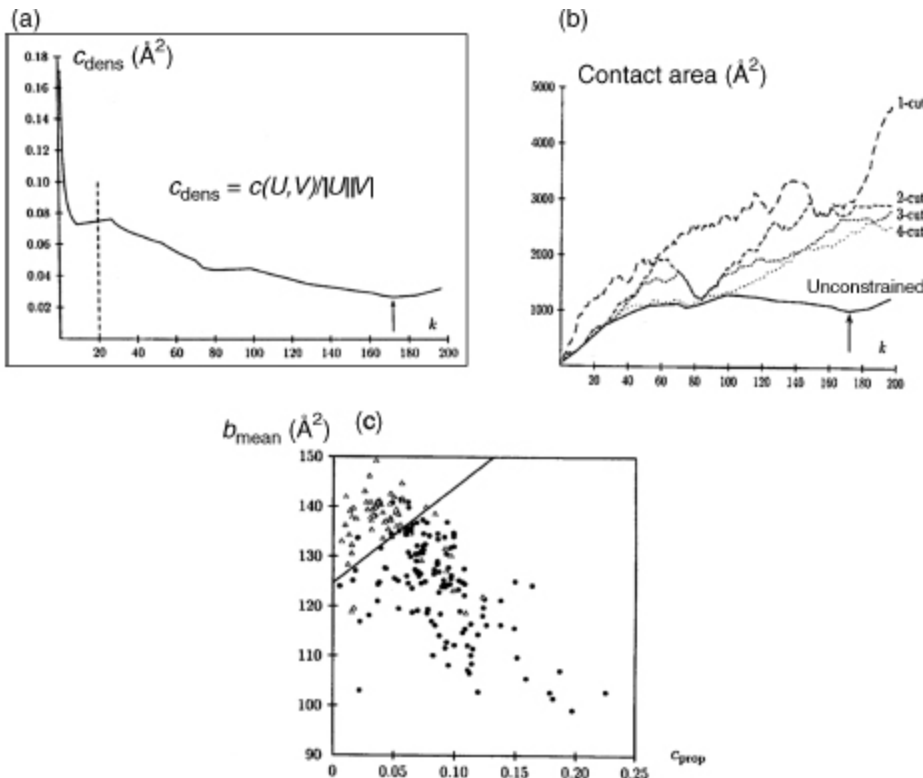 (a)
c_dens (Å²)
0.18
0.16
0.14
0.12
0.10
0.08
0.06
0.04
0.02
c_dens = c(U,V)/|U||V|
k
20 40 60 80 100 120 140 160 180 200
(b)
Contact area (Å²)
5000
4000
3000
2000
1000
1-cut
2-cut
3-cut
4-cut
Unconstrained
k
20 40 60 80 100 120 140 160 180 200
b_mean (Å²)
(c)
150
140
130
120
110
100
90
0 0.05 0.10 0.15 0.20 0.25
c_prop